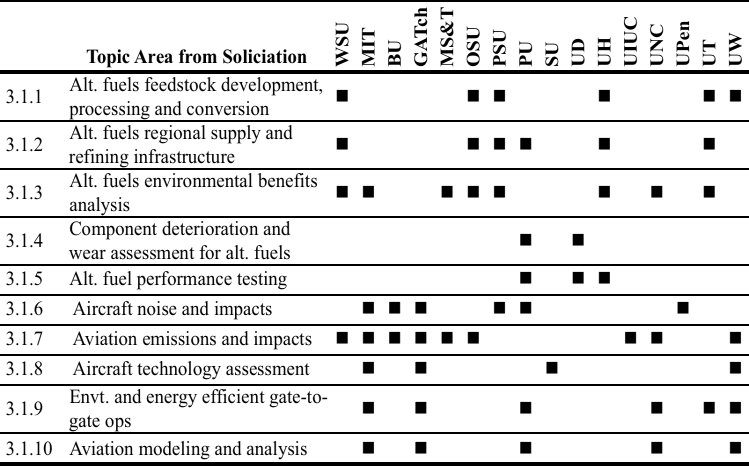 Topic Area from Soliciation WSU MIT BU GATch MS&T OSU PSU PU SU UD UH UIUC UNC UPen UT UW
3.1.1 Alt. fuels feedstock development,
processing and conversion
3.1.2 Alt. fuels regional supply and
refining infrastructure
3.1.3 Alt. fuels environmental benefits
analysis
3.1.4 Component deterioration and
wear assessment for alt. fuels
3.1.5 Alt. fuel performance testing
3.1.6 Aircraft noise and impacts
3.1.7 Aviation emissions and impacts
3.1.8 Aircraft technology assessment
3.1.9 Envt. and energy efficient gate-to-
gate ops
3.1.10 Aviation modeling and analysis